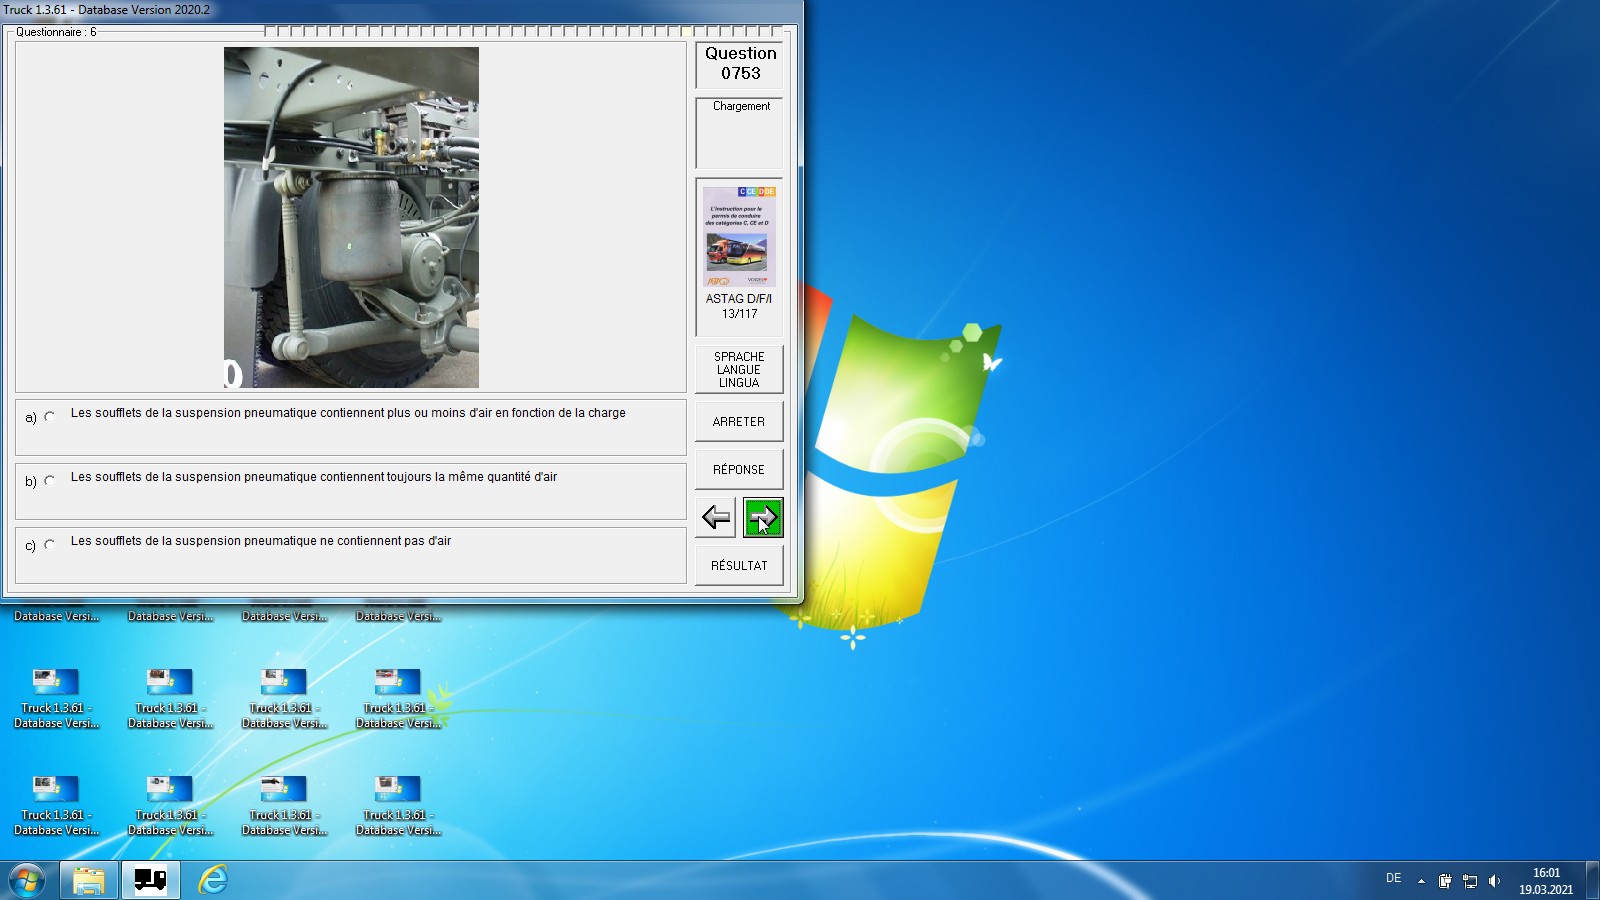 Truck 1.3.61 - Database Version 2020.2
Questionnaire : 6
Question
0753
Chargement
C CE D DE
L'instruction pour le
permis de conduire
des catégories C, CE et D
ASTAG D/F/I
13/117
SPRACHE
LANGUE
LINGUA
a) Les soufflets de la suspension pneumatique contiennent plus ou moins d'air en fonction de la charge
ARRETER
b) Les soufflets de la suspension pneumatique contiennent toujours la même quantité d'air
RÉPONSE
c) Les soufflets de la suspension pneumatique ne contiennent pas d'air
RÉSULTAT
Database Versi... Database Versi... Database Versi... Database Versi...
Truck 1.3.61 - Truck 1.3.61 - Truck 1.3.61 - Truck 1.3.61 -
Database Versi... Database Versi... Database Versi... Database Versi...
Truck 1.3.61 - Truck 1.3.61 - Truck 1.3.61 - Truck 1.3.61 -
Database Versi... Database Versi... Database Versi... Database Versi...
DE
16:01
19.03.2021